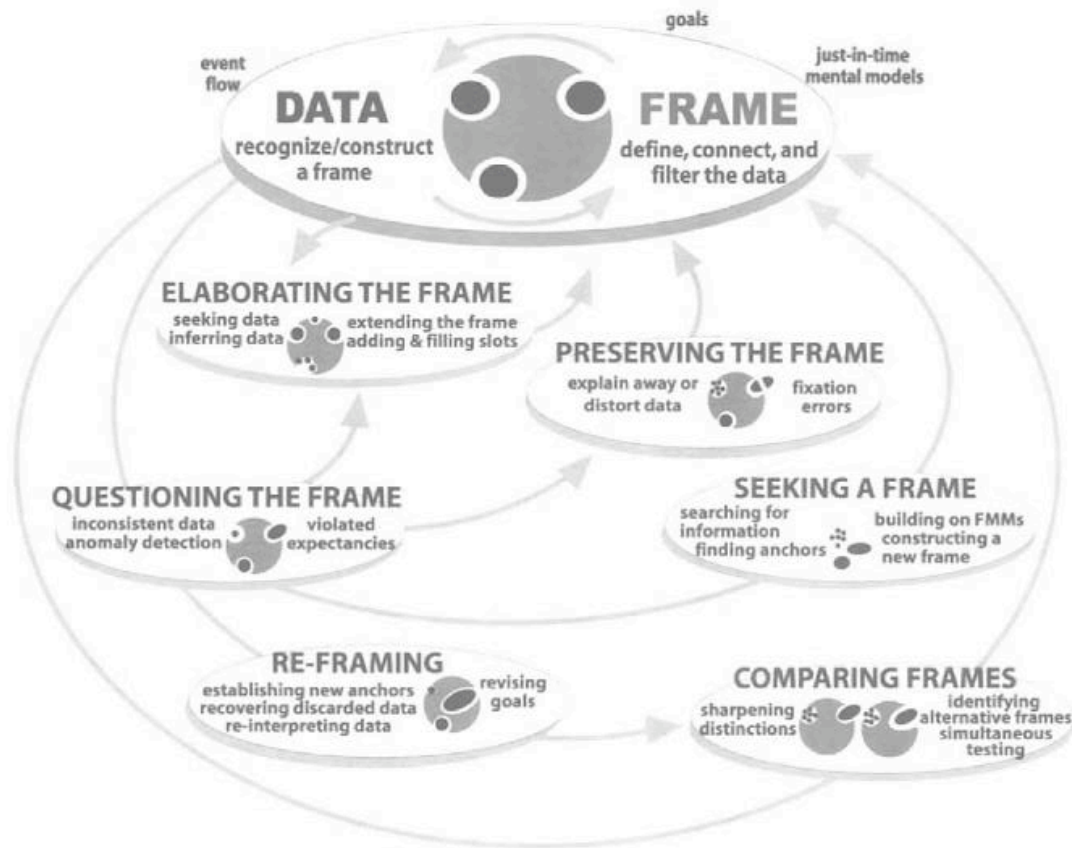 goals
event
flow
just-in-time
mental models
DATA
recognize/construct
a frame
FRAME
define, connect, and
filter the data
ELABORATING THE FRAME
seeking data
inferring data
extending the frame
adding & filling slots
PRESERVING THE FRAME
explain away or
distort data
fixation
errors
QUESTIONING THE FRAME
inconsistent data
anomaly detection
violated
expectancies
SEEKING A FRAME
searching for
information
finding anchors
building on FMMs
constructing a
new frame
RE-FRAMING
establishing new anchors
recovering discarded data
re-interpreting data
revising
goals
COMPARING FRAMES
sharpening
distinctions
identifying
alternative frames
simultaneous
testing